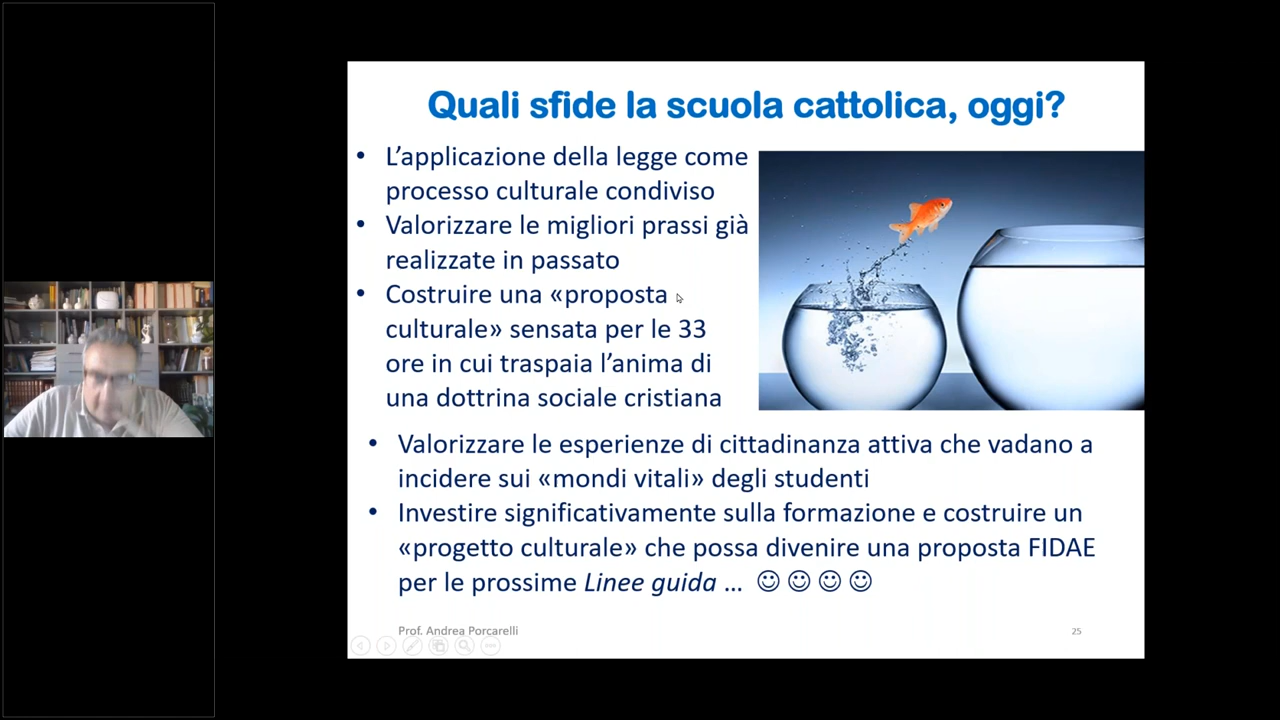 Quali sfide la scuola cattolica, oggi?
• L’applicazione della legge come
processo culturale condiviso
• Valorizzare le migliori prassi già
realizzate in passato
• Costruire una «proposta
culturale» sensata per le 33
ore in cui traspaia l’anima di
una dottrina sociale cristiana
• Valorizzare le esperienze di cittadinanza attiva che vadano a
incidere sui «mondi vitali» degli studenti
• Investire significativamente sulla formazione e costruire un
«progetto culturale» che possa divenire una proposta FIDAE
per le prossime Linee guida … ☺ ☺ ☺ ☺
Prof. Andrea Porcarelli
25